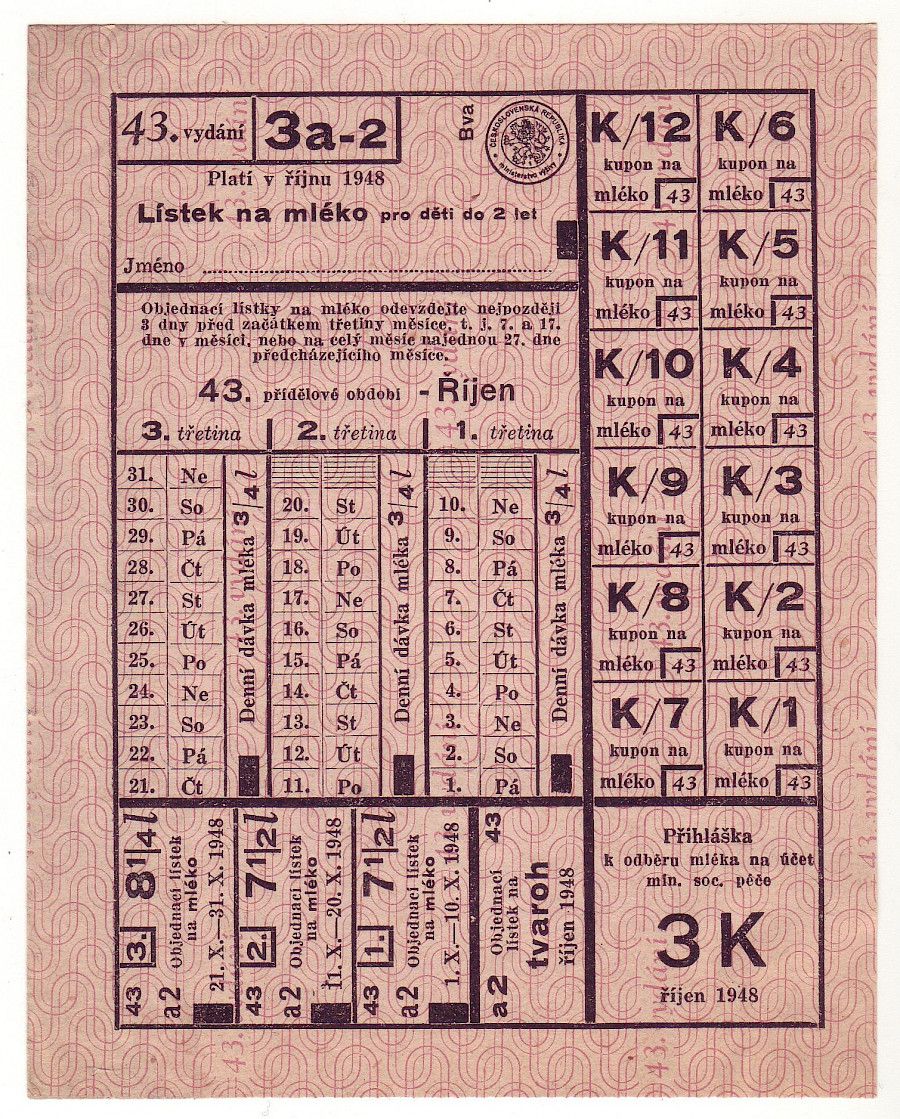 43. vydání
3a-2
Bva
ČESKOSLOVENSKÁ REPUBLIKA
ministerstvo výživy
Platí v říjnu 1948
Lístek na mléko pro děti do 2 let
Jméno
Objednací lístky na mléko odevzdejte nejpozději
3 dny před začátkem třetiny měsíce, t. j. 7. a 17.
dne v měsíci, nebo na celý měsíc najednou 27. dne
předcházejícího měsíce.
43. přídělové období - Říjen
3. třetina 2. třetina 1. třetina
31. Ne
30. So 20. St 10. Ne
29. Pá 19. Út 9. So
28. Čt 18. Po 8. Pá
27. St 17. Ne 7. Čt
26. Út 16. So 6. St
25. Po 15. Pá 5. Út
24. Ne 14. Čt 4. Po
23. So 13. St 3. Ne
22. Pá 12. Út 2. So
21. Čt 11. Po 1. Pá
Denní dávka mléka 3/4 l
Denní dávka mléka 3/4 l
Denní dávka mléka 3/4 l
K/12 K/6
kupon na kupon na
mléko 43 mléko 43
K/11 K/5
kupon na kupon na
mléko 43 mléko 43
K/10 K/4
kupon na kupon na
mléko 43 mléko 43
K/9 K/3
kupon na kupon na
mléko 43 mléko 43
K/8 K/2
kupon na kupon na
mléko 43 mléko 43
K/7 K/1
kupon na kupon na
mléko 43 mléko 43
43 3. 8 1/4 l
a2 Objednací lístek
na mléko
21. X.—31. X. 1948
43 2. 7 1/2 l
a2 Objednací lístek
na mléko
11. X.—20. X. 1948
43 1. 7 1/2 l
a2 Objednací lístek
na mléko
1. X.—10. X. 1948
a2 43
Objednací
lístek na
tvaroh
říjen 1948
Přihláška
k odběru mléka na účet
min. soc. péče
3 K
říjen 1948
43. vydání
43. vydání
43. vydání
43. vydání